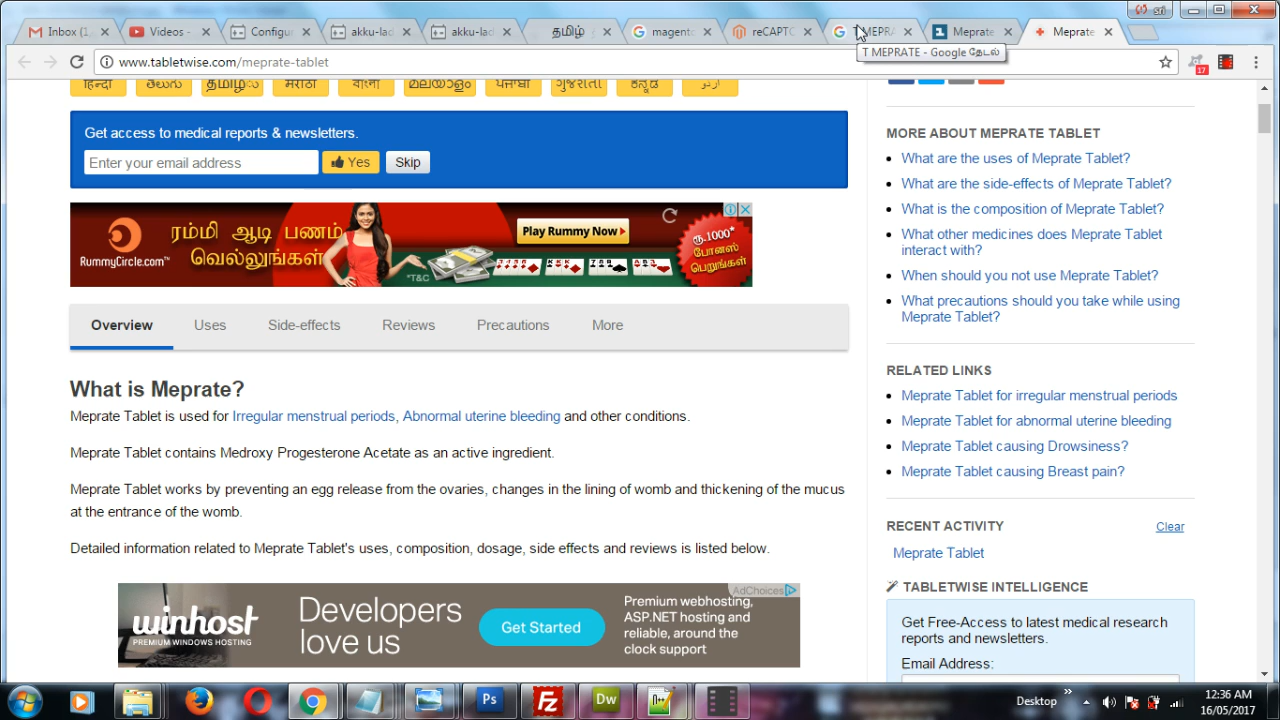 sri
Inbox (1
Videos -
Configu
akku-lad
akku-lad
தமிழ்
magento
reCAPTC
T MEPRA
Meprate
Meprate
T MEPRATE - Google தேடல்
www.tabletwise.com/meprate-tablet
17
हिन्दी తెలుగు தமிழ் मराठी বাংলা മലയാളം ਪੰਜਾਬੀ ગુજરાતી ಕನ್ನಡ اردو
Get access to medical reports & newsletters.
Enter your email address Yes Skip
RummyCircle.com
ரம்மி ஆடி பணம்
வெல்லுங்கள்
*T&C
Play Rummy Now
ரூ.1000*
போனஸ்
பெறுங்கள்
Overview Uses Side-effects Reviews Precautions More
What is Meprate?
Meprate Tablet is used for Irregular menstrual periods, Abnormal uterine bleeding and other conditions.
Meprate Tablet contains Medroxy Progesterone Acetate as an active ingredient.
Meprate Tablet works by preventing an egg release from the ovaries, changes in the lining of womb and thickening of the mucus
at the entrance of the womb.
Detailed information related to Meprate Tablet's uses, composition, dosage, side effects and reviews is listed below.
winhost
PREMIUM WINDOWS HOSTING
Developers
love us
Get Started
AdChoices
Premium webhosting,
ASP.NET hosting and
reliable, around the
clock support
MORE ABOUT MEPRATE TABLET
What are the uses of Meprate Tablet?
What are the side-effects of Meprate Tablet?
What is the composition of Meprate Tablet?
What other medicines does Meprate Tablet
interact with?
When should you not use Meprate Tablet?
What precautions should you take while using
Meprate Tablet?
RELATED LINKS
Meprate Tablet for irregular menstrual periods
Meprate Tablet for abnormal uterine bleeding
Meprate Tablet causing Drowsiness?
Meprate Tablet causing Breast pain?
RECENT ACTIVITY Clear
Meprate Tablet
TABLETWISE INTELLIGENCE
Get Free-Access to latest medical research
reports and newsletters.
Email Address:
Ps
Fz
Dw
Desktop
12:36 AM
16/05/2017